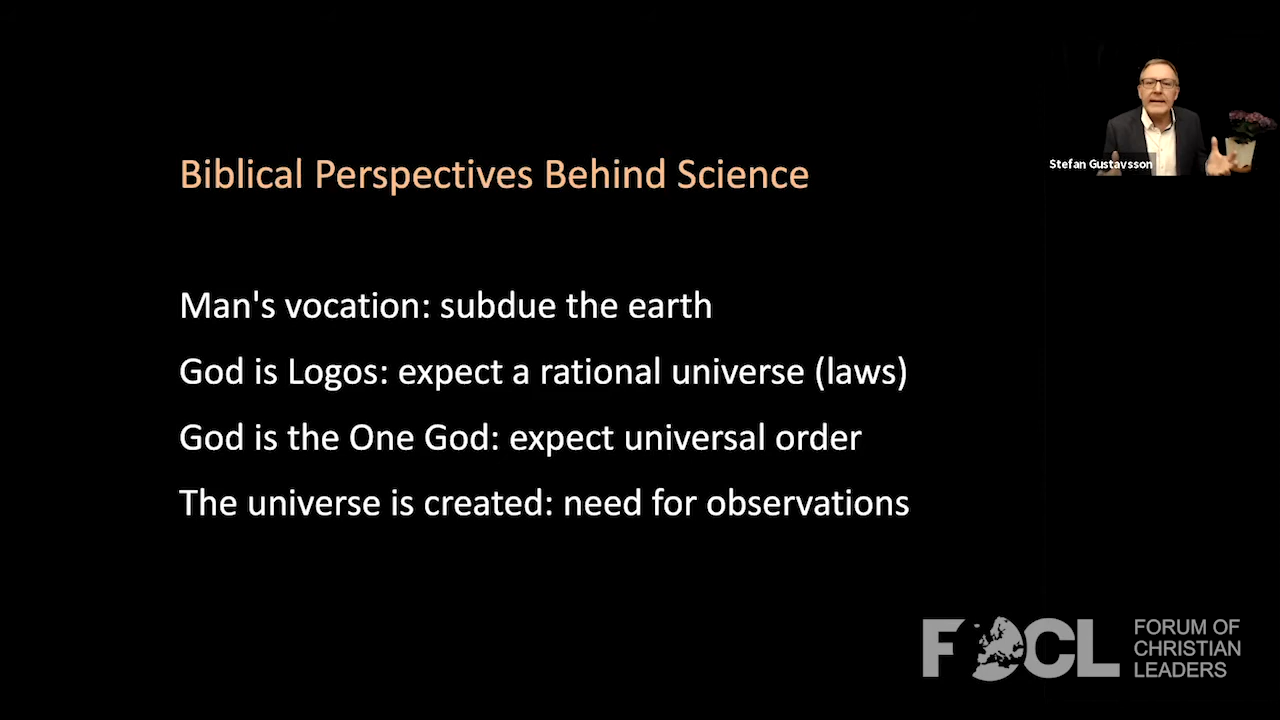 Biblical Perspectives Behind Science
Stefan Gustavsson
Man's vocation: subdue the earth
God is Logos: expect a rational universe (laws)
God is the One God: expect universal order
The universe is created: need for observations
FOCL
FORUM OF
CHRISTIAN
LEADERS